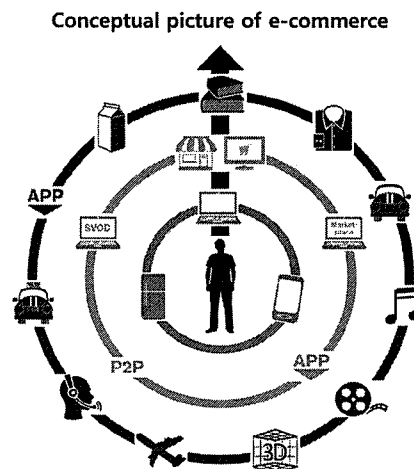 Conceptual picture of e-commerce
APP
SVOD
Market-
place
P2P
APP
3D